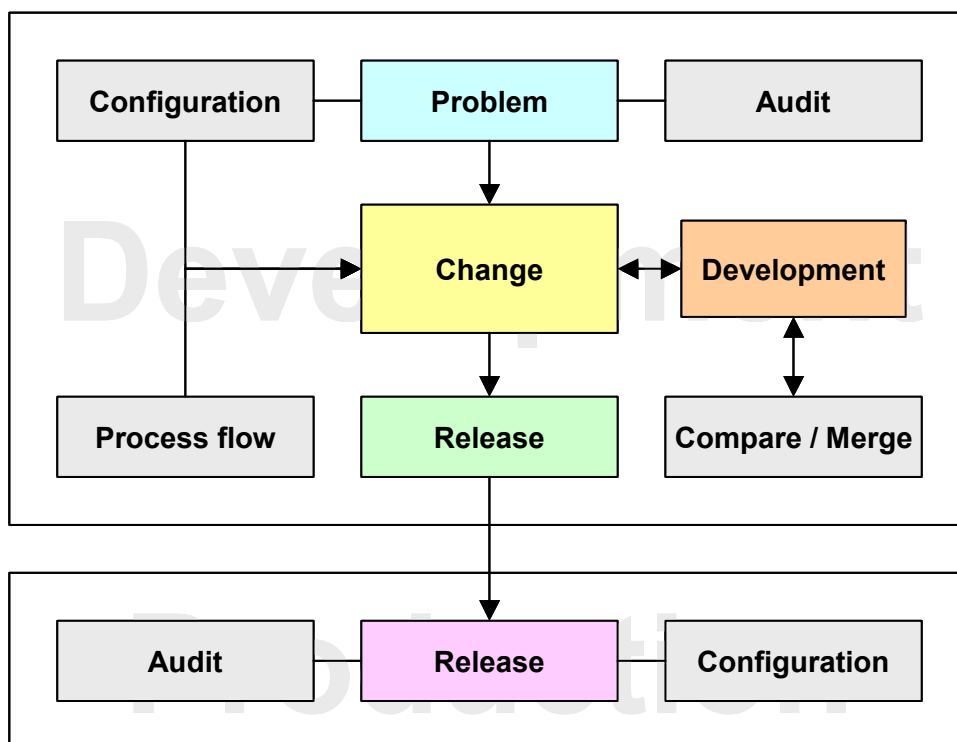 Configuration
Problem
Audit
Development
Change
Development
Process flow
Release
Compare / Merge
Production
Audit
Release
Configuration